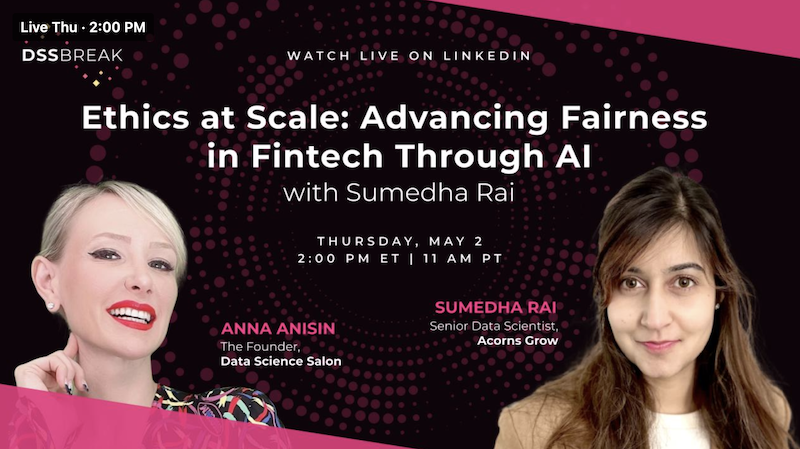 Live Thu · 2:00 PM
DSSBREAK
WATCH LIVE ON LINKEDIN
Ethics at Scale: Advancing Fairness
in Fintech Through AI
with Sumedha Rai
THURSDAY, MAY 2
2:00 PM ET | 11 AM PT
ANNA ANISIN
The Founder,
Data Science Salon
SUMEDHA RAI
Senior Data Scientist,
Acorns Grow